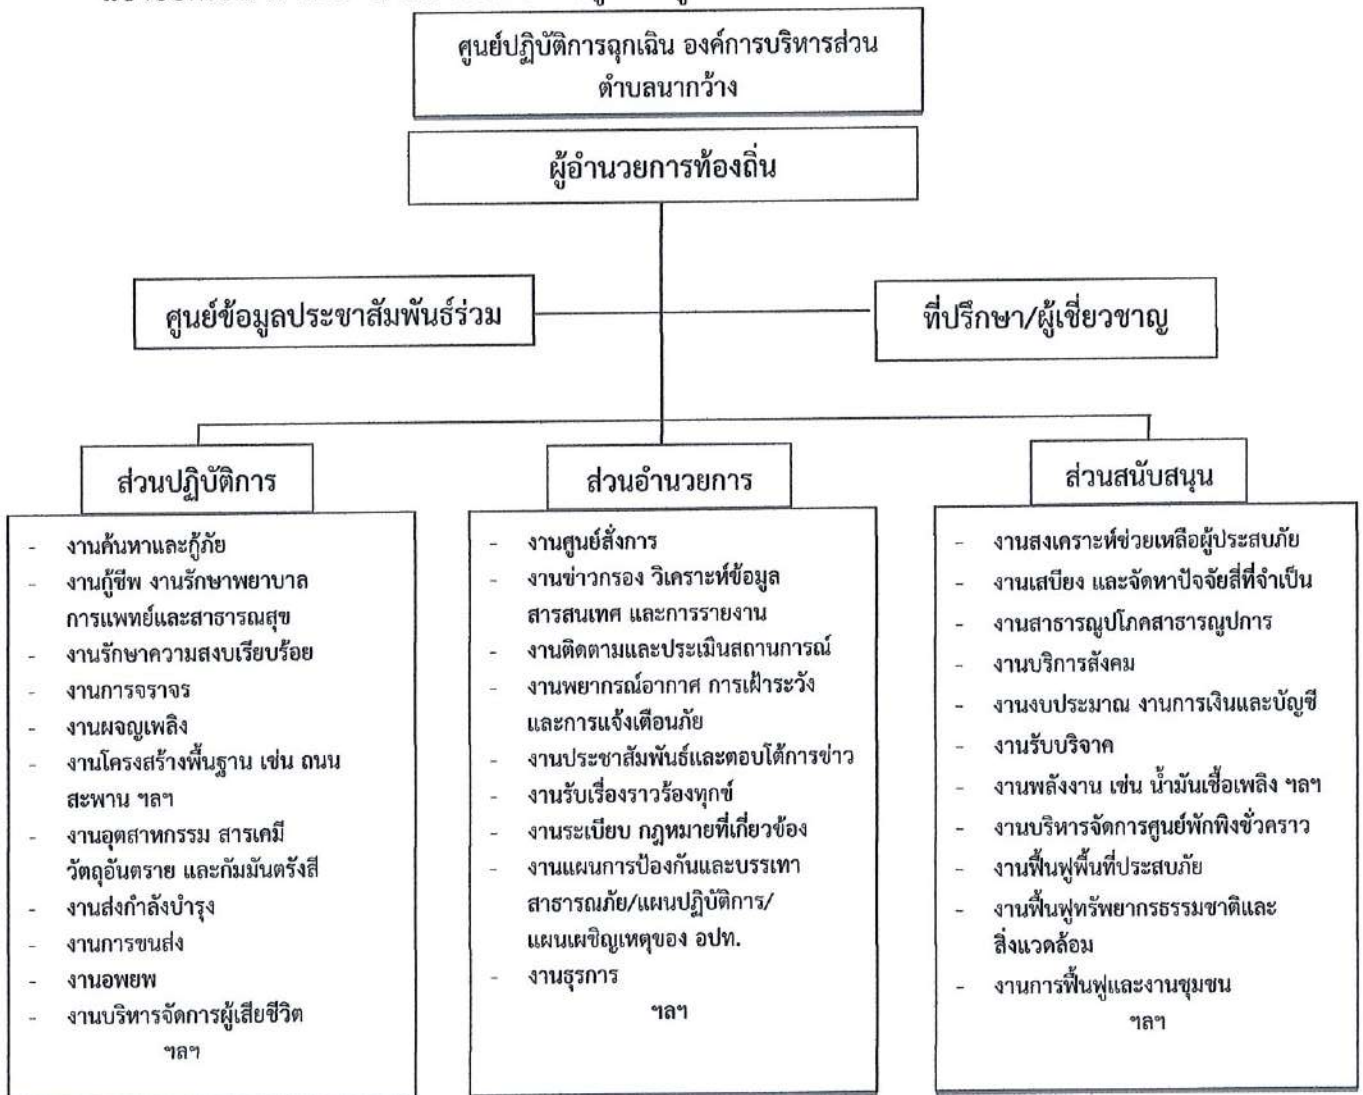 ศูนย์ปฏิบัติการฉุกเฉิน องค์การบริหารส่วน
ตำบลนากว้าง
ผู้อำนวยการท้องถิ่น
ศูนย์ข้อมูลประชาสัมพันธ์ร่วม
ที่ปรึกษา/ผู้เชี่ยวชาญ
ส่วนปฏิบัติการ
- งานค้นหาและกู้ภัย
- งานกู้ชีพ งานรักษาพยาบาล
การแพทย์และสาธารณสุข
- งานรักษาความสงบเรียบร้อย
- งานการจราจร
- งานผจญเพลิง
- งานโครงสร้างพื้นฐาน เช่น ถนน
สะพาน ฯลฯ
- งานอุตสาหกรรม สารเคมี
วัตถุอันตราย และกัมมันตรังสี
- งานส่งกำลังบำรุง
- งานการขนส่ง
- งานอพยพ
- งานบริหารจัดการผู้เสียชีวิต
ฯลฯ
ส่วนอำนวยการ
- งานศูนย์สั่งการ
- งานข่าวกรอง วิเคราะห์ข้อมูล
สารสนเทศ และการรายงาน
- งานติดตามและประเมินสถานการณ์
- งานพยากรณ์อากาศ การเฝ้าระวัง
และการแจ้งเตือนภัย
- งานประชาสัมพันธ์และตอบโต้การข่าว
- งานรับเรื่องราวร้องทุกข์
- งานระเบียบ กฎหมายที่เกี่ยวข้อง
- งานแผนการป้องกันและบรรเทา
สาธารณภัย/แผนปฏิบัติการ/
แผนเผชิญเหตุของ อปท.
- งานธุรการ
ฯลฯ
ส่วนสนับสนุน
- งานสงเคราะห์ช่วยเหลือผู้ประสบภัย
- งานเสบียง และจัดหาปัจจัยสี่ที่จำเป็น
- งานสาธารณูปโภคสาธารณูปการ
- งานบริการสังคม
- งานงบประมาณ งานการเงินและบัญชี
- งานรับบริจาค
- งานพลังงาน เช่น น้ำมันเชื้อเพลิง ฯลฯ
- งานบริหารจัดการศูนย์พักพิงชั่วคราว
- งานฟื้นฟูพื้นที่ประสบภัย
- งานฟื้นฟูทรัพยากรธรรมชาติและ
สิ่งแวดล้อม
- งานการฟื้นฟูและงานชุมชน
ฯลฯ